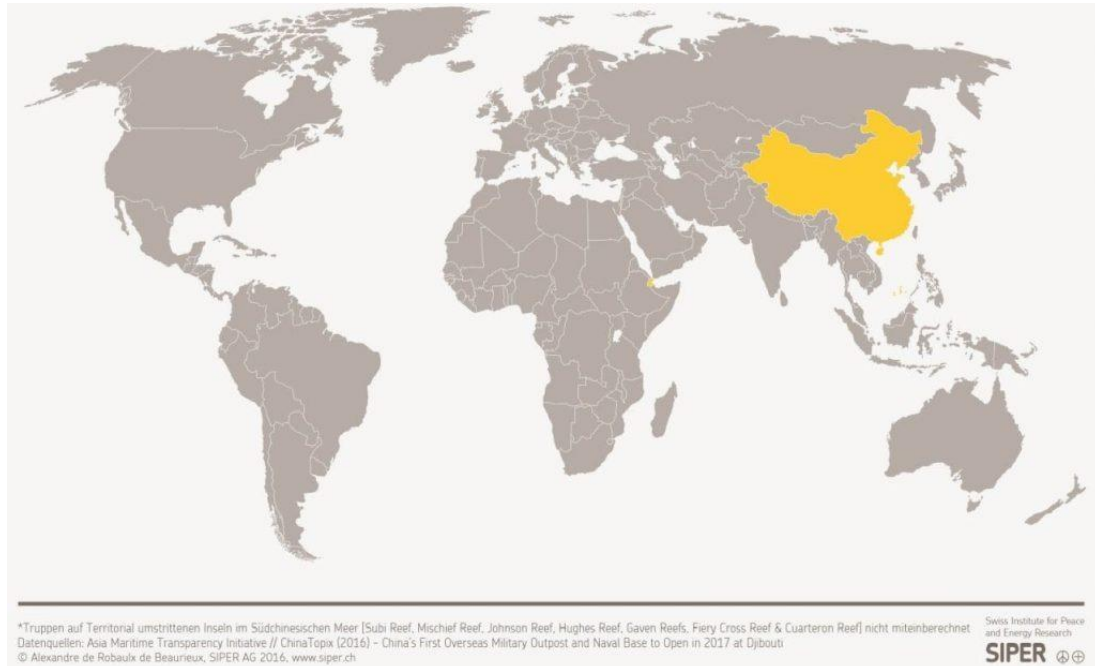 *Truppen auf Territorial umstrittenen Inseln im Südchinesischen Meer [Subi Reef, Mischief Reef, Johnson Reef, Hughes Reef, Gaven Reefs, Fiery Cross Reef & Cuarteron Reef] nicht miteinberechnet
Datenquellen: Asia Maritime Transparency Initiative // ChinaTopix (2016) - China's First Overseas Military Outpost and Naval Base to Open in 2017 at Djibouti
© Alexandre de Robaulx de Beaurieux, SIPER AG 2016, www.siper.ch
Swiss Institute for Peace
and Energy Research
SIPER